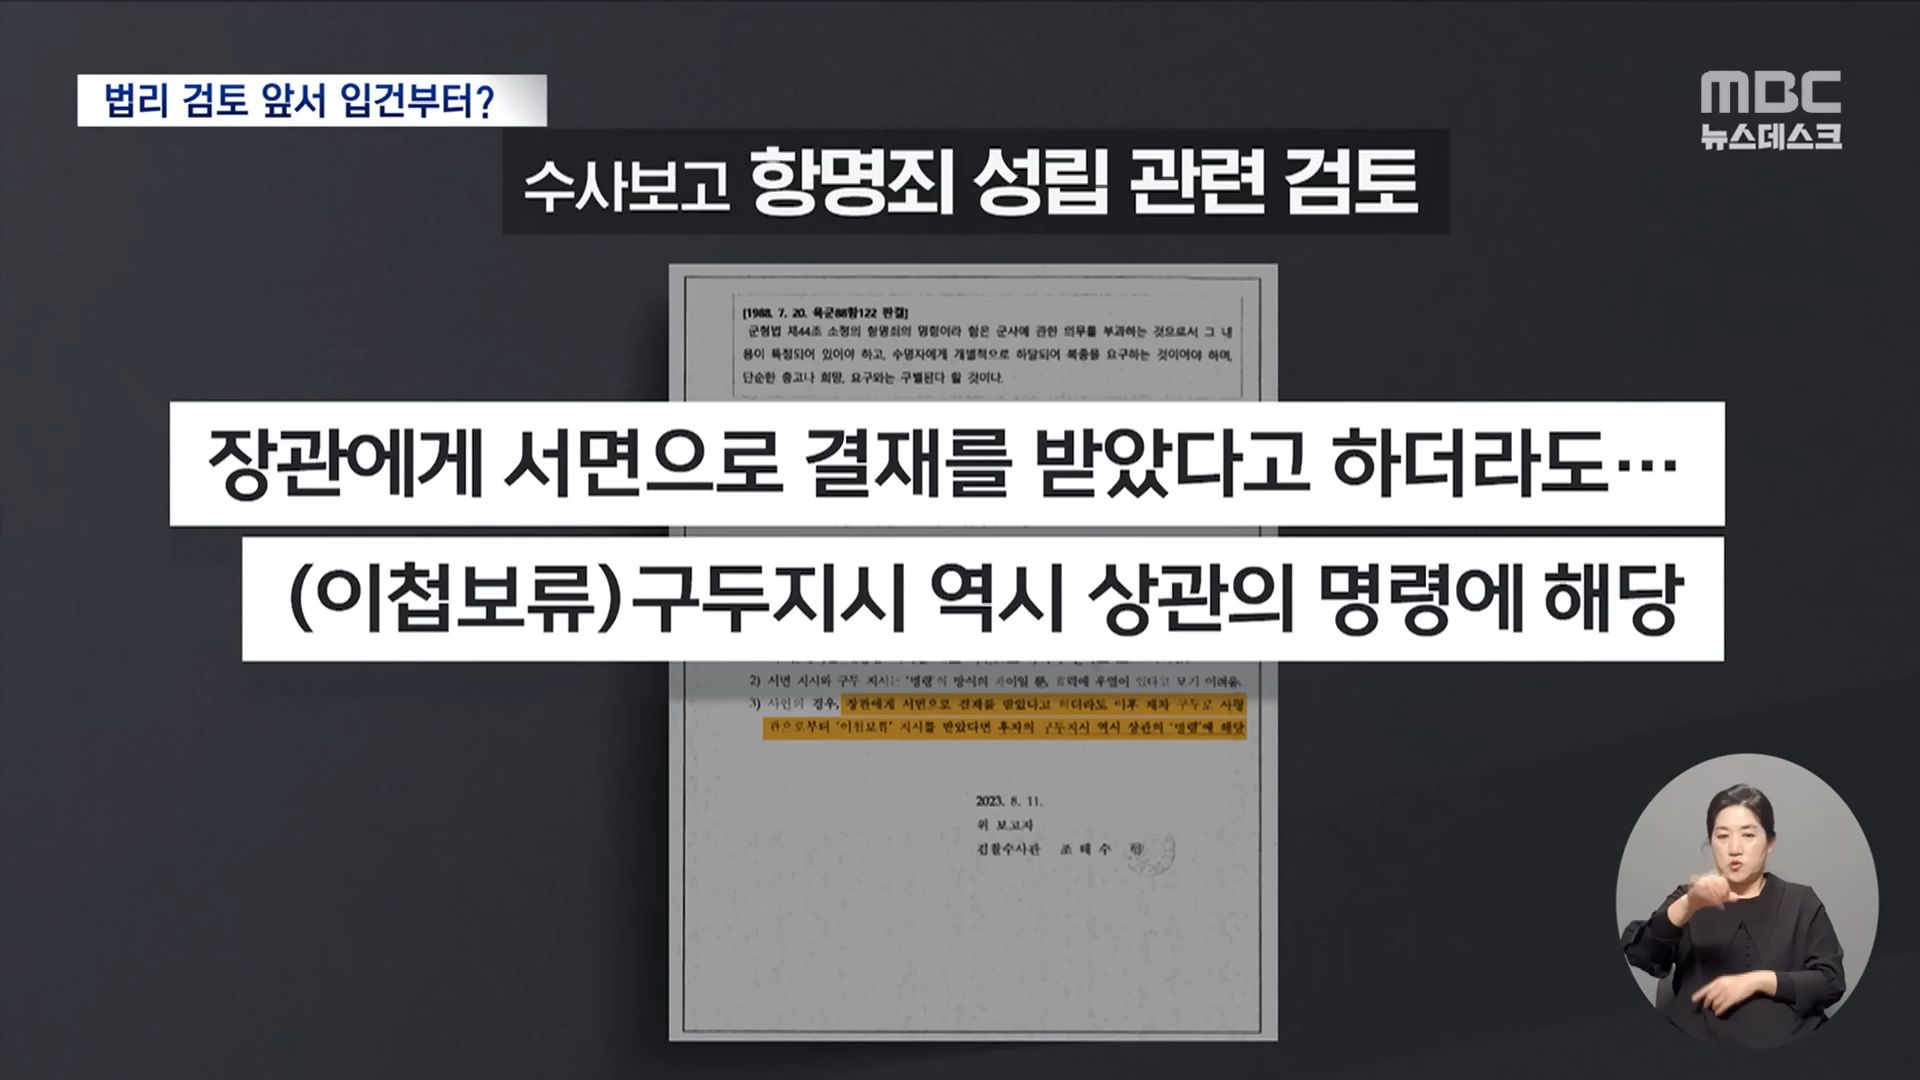 법리 검토 앞서 입건부터?
MBC
뉴스데스크
수사보고 항명죄 성립 관련 검토
[1988. 7. 20. 육군88항122 판결]
군형법 제44조 소정의 항명죄의 명령이라 함은 군사에 관한 의무를 부과하는 것으로서 그 내
용이 특정되어 있어야 하고, 수명자에게 개별적으로 하달되어 복종을 요구하는 것이어야 하며,
단순한 충고나 희망, 요구와는 구별된다 할 것이다.
장관에게 서면으로 결재를 받았다고 하더라도…
(이첩보류)구두지시 역시 상관의 명령에 해당
2) 서면 지시와 구두 지시는 '명령'의 방식의 차이일 뿐, 효력에 우열이 있다고 보기 어려움.
3) 사안의 경우, 장관에게 서면으로 결재를 받았다고 하더라도 이후 재차 구두로 사령
관으로부터 '이첩보류' 지시를 받았다면 후자의 구두지시 역시 상관의 '명령'에 해당
2023. 8. 11.
위 보고자
검찰수사관 조 태 수